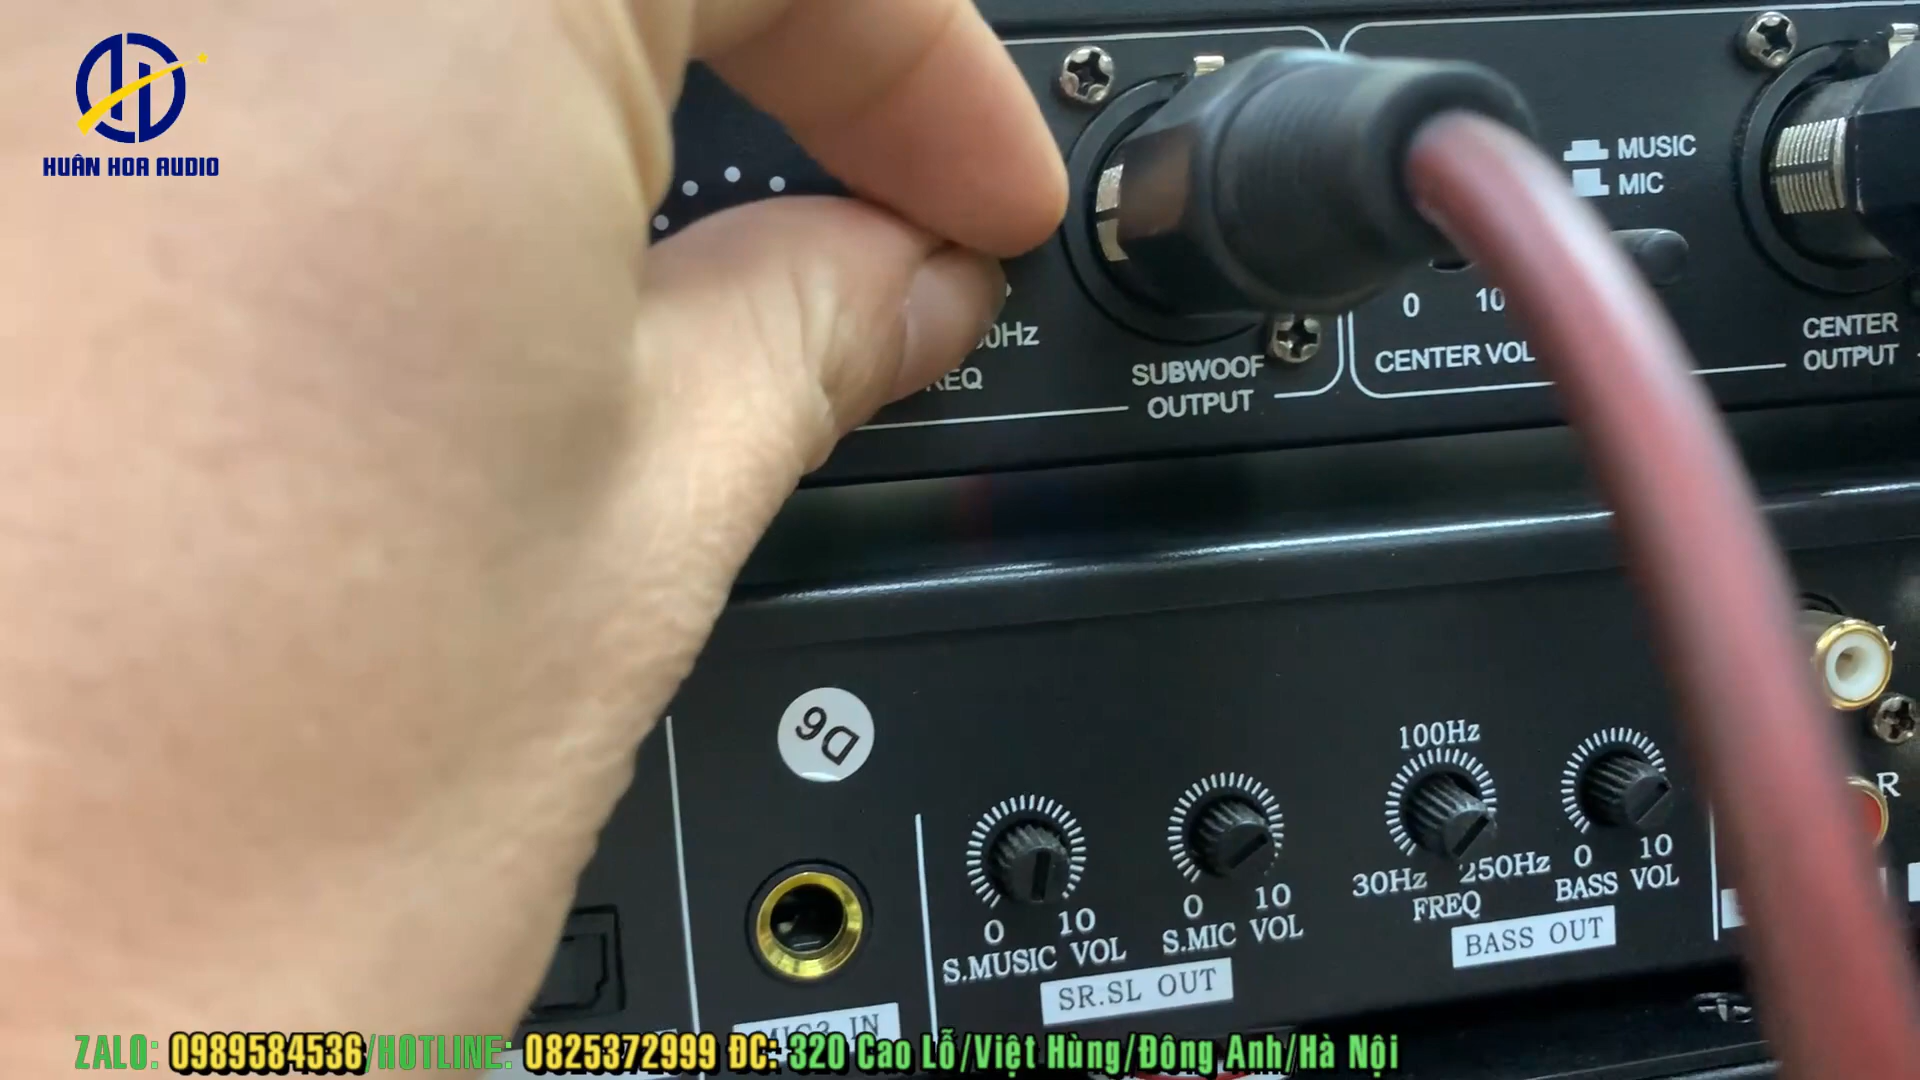 HUÂN HOA AUDIO
MUSIC
MIC
0 10
CENTER VOL
CENTER
OUTPUT
SUBWOOF
OUTPUT
D6
100Hz
30Hz 250Hz
FREQ
0 10
BASS VOL
BASS OUT
0 10
S.MUSIC VOL
0 10
S.MIC VOL
SR.SL OUT
R
ZALO: 0989584536/HOTLINE: 0825372999 ĐC: 320 Cao Lỗ/Việt Hùng/Đông Anh/Hà Nội